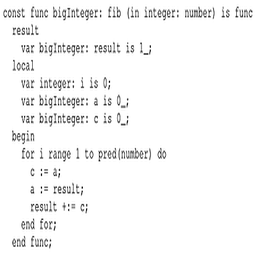 const func bigInteger: fib (in integer: number) is func
  result
    var bigInteger: result is 1_;
  local
    var integer: i is 0;
    var bigInteger: a is 0_;
    var bigInteger: c is 0_;
  begin
    for i range 1 to pred(number) do
      c := a;
      a := result;
      result +:= c;
    end for;
  end func;